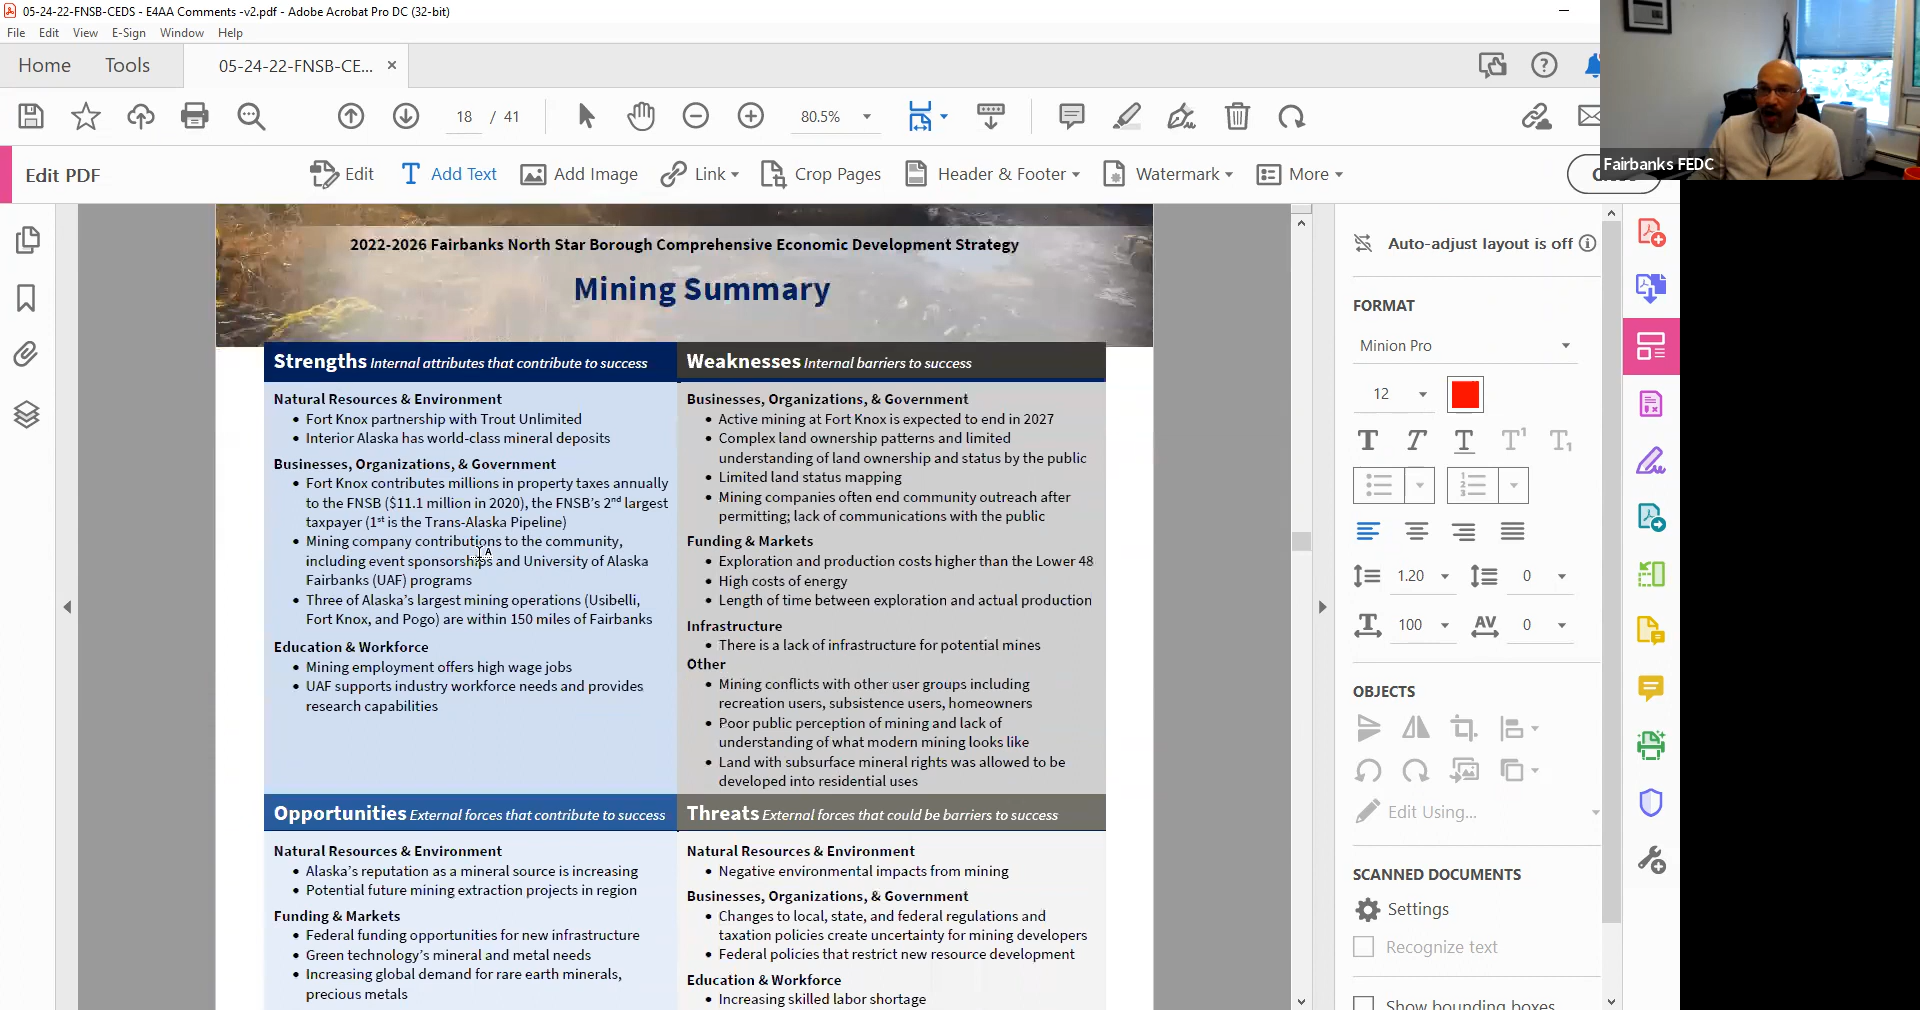 05-24-22-FNSB-CEDS - E4AA Comments -v2.pdf - Adobe Acrobat Pro DC (32-bit)
File Edit View E-Sign Window Help
Home Tools 05-24-22-FNSB-CE... ×
18 / 41 80.5%
Edit PDF Edit Add Text Add Image Link Crop Pages Header & Footer Watermark More
Fairbanks FEDC
2022-2026 Fairbanks North Star Borough Comprehensive Economic Development Strategy
Mining Summary
Strengths Internal attributes that contribute to success
Natural Resources & Environment
• Fort Knox partnership with Trout Unlimited
• Interior Alaska has world-class mineral deposits
Businesses, Organizations, & Government
• Fort Knox contributes millions in property taxes annually
to the FNSB ($11.1 million in 2020), the FNSB's 2nd largest
taxpayer (1st is the Trans-Alaska Pipeline)
• Mining company contributions to the community,
including event sponsorships and University of Alaska
Fairbanks (UAF) programs
• Three of Alaska's largest mining operations (Usibelli,
Fort Knox, and Pogo) are within 150 miles of Fairbanks
Education & Workforce
• Mining employment offers high wage jobs
• UAF supports industry workforce needs and provides
research capabilities
Weaknesses Internal barriers to success
Businesses, Organizations, & Government
• Active mining at Fort Knox is expected to end in 2027
• Complex land ownership patterns and limited
understanding of land ownership and status by the public
• Limited land status mapping
• Mining companies often end community outreach after
permitting; lack of communications with the public
Funding & Markets
• Exploration and production costs higher than the Lower 48
• High costs of energy
• Length of time between exploration and actual production
Infrastructure
• There is a lack of infrastructure for potential mines
Other
• Mining conflicts with other user groups including
recreation users, subsistence users, homeowners
• Poor public perception of mining and lack of
understanding of what modern mining looks like
• Land with subsurface mineral rights was allowed to be
developed into residential uses
Opportunities External forces that contribute to success
Natural Resources & Environment
• Alaska's reputation as a mineral source is increasing
• Potential future mining extraction projects in region
Funding & Markets
• Federal funding opportunities for new infrastructure
• Green technology's mineral and metal needs
• Increasing global demand for rare earth minerals,
precious metals
Threats External forces that could be barriers to success
Natural Resources & Environment
• Negative environmental impacts from mining
Businesses, Organizations, & Government
• Changes to local, state, and federal regulations and
taxation policies create uncertainty for mining developers
• Federal policies that restrict new resource development
Education & Workforce
• Increasing skilled labor shortage
Auto-adjust layout is off
FORMAT
Minion Pro
12
1.20 0
100 AV 0
OBJECTS
Edit Using...
SCANNED DOCUMENTS
Settings
Recognize text
Show bounding boxes